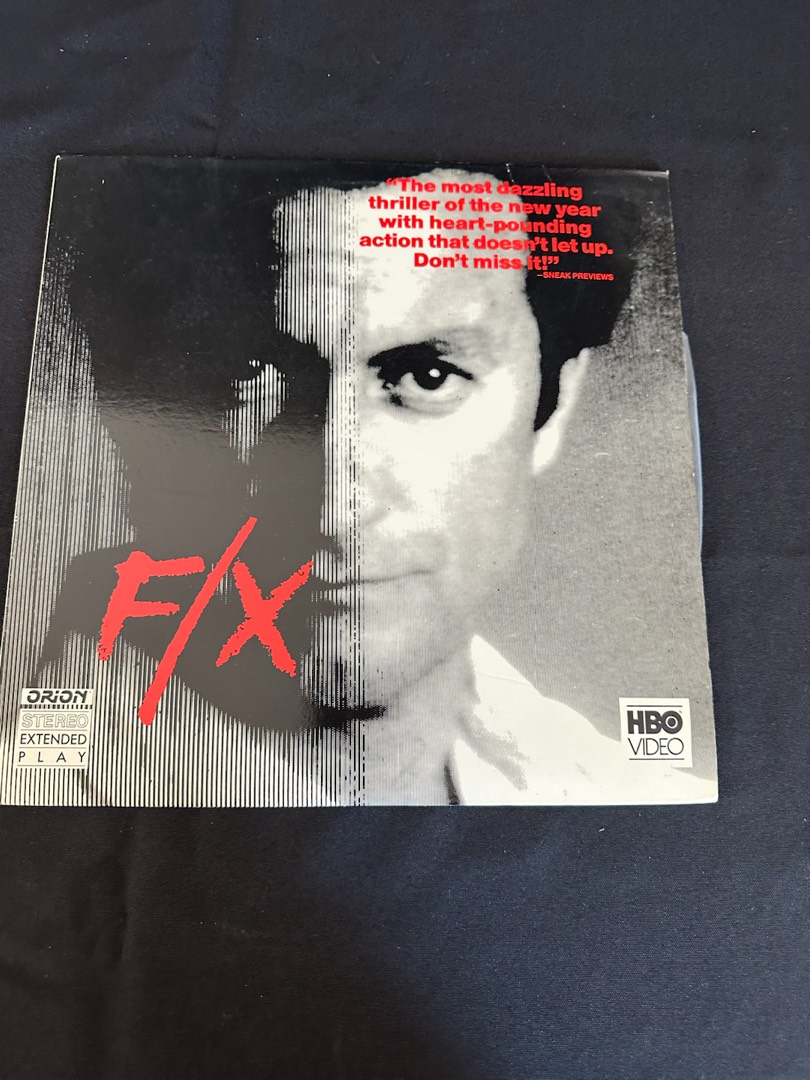 “The most dazzling
thriller of the new year
with heart-pounding
action that doesn't let up.
Don't miss it!”
—SNEAK PREVIEWS
F/X
ORION
STEREO
EXTENDED
PLAY
HBO
VIDEO